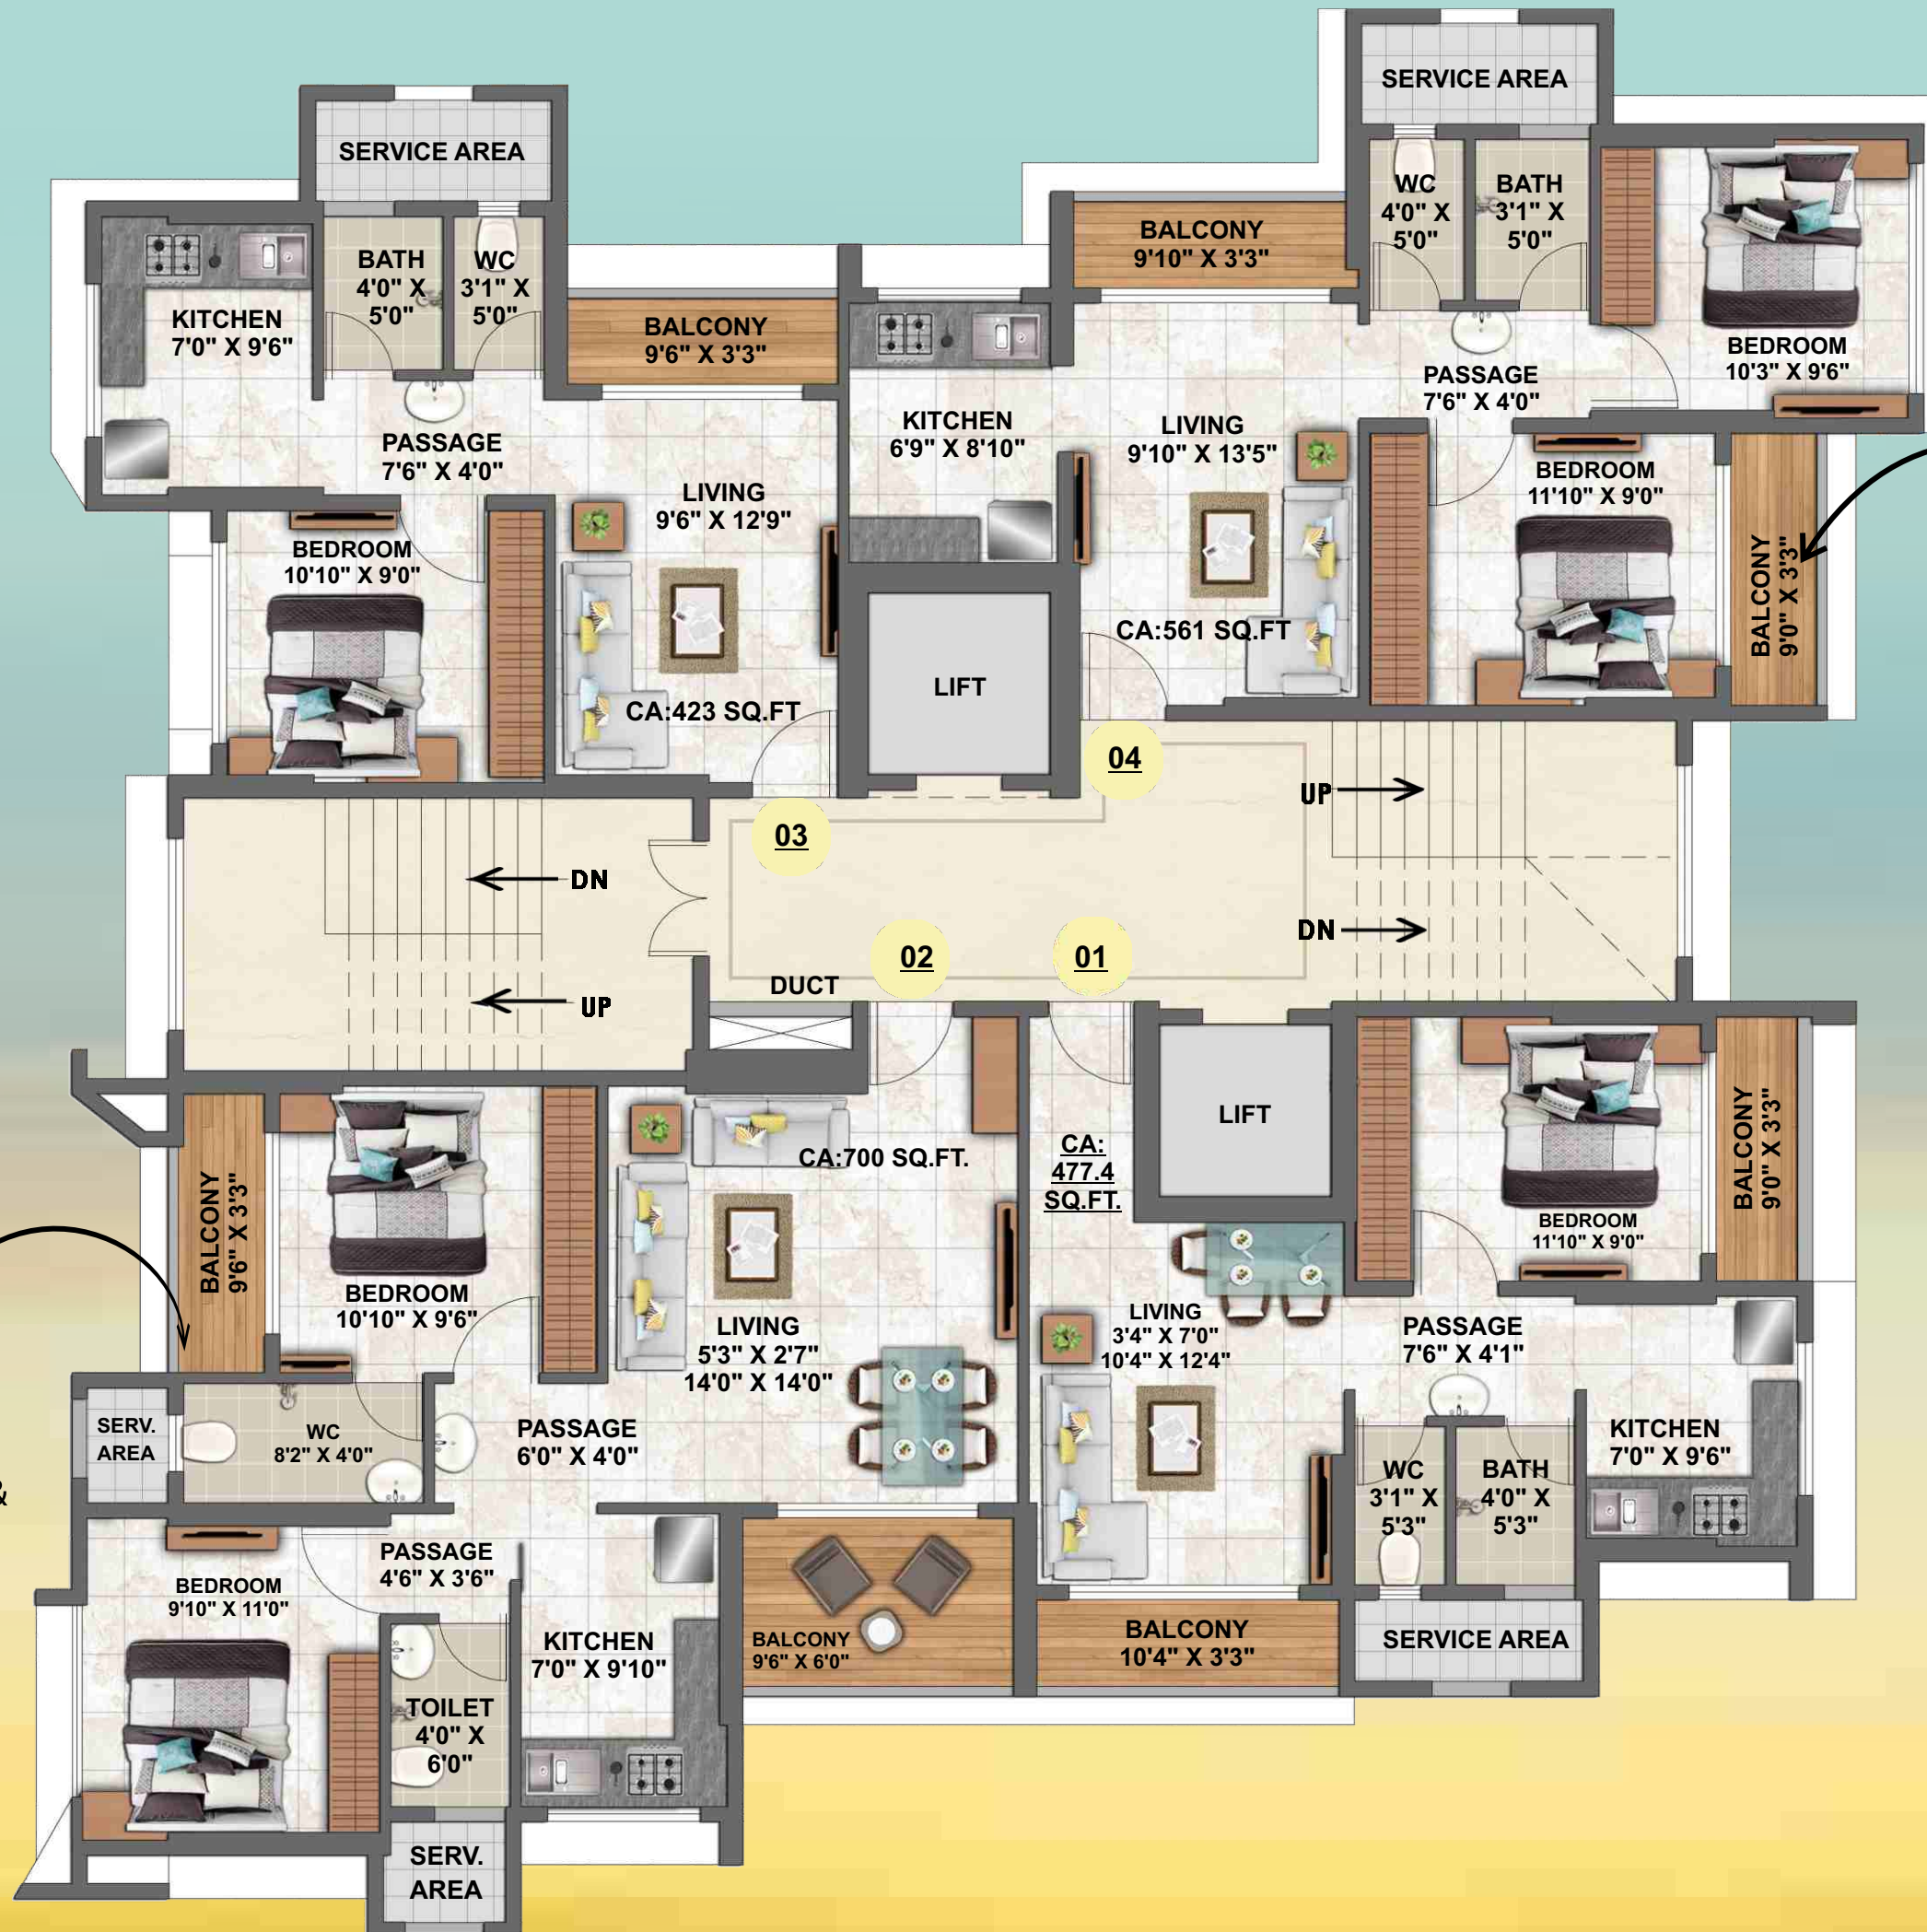 SERVICE AREA
BATH
4'0" X
5'0"
WC
3'1" X
5'0"
KITCHEN
7'0" X 9'6"
BALCONY
9'6" X 3'3"
PASSAGE
7'6" X 4'0"
LIVING
9'6" X 12'9"
BEDROOM
10'10" X 9'0"
CA:423 SQ.FT
SERVICE AREA
WC
4'0" X
5'0"
BATH
3'1" X
5'0"
BALCONY
9'10" X 3'3"
BEDROOM
10'3" X 9'6"
PASSAGE
7'6" X 4'0"
KITCHEN
6'9" X 8'10"
LIVING
9'10" X 13'5"
BEDROOM
11'10" X 9'0"
BALCONY
9'0" X 3'3"
CA:561 SQ.FT
LIFT
04
03
UP
DN
DN
UP
02
01
DUCT
LIFT
CA:700 SQ.FT.
BALCONY
9'6" X 3'3"
BEDROOM
10'10" X 9'6"
LIVING
5'3" X 2'7"
14'0" X 14'0"
SERV.
AREA
WC
8'2" X 4'0"
PASSAGE
6'0" X 4'0"
&
PASSAGE
4'6" X 3'6"
BEDROOM
9'10" X 11'0"
KITCHEN
7'0" X 9'10"
BALCONY
9'6" X 6'0"
TOILET
4'0" X
6'0"
SERV.
AREA
CA:
477.4
SQ.FT.
BEDROOM
11'10" X 9'0"
BALCONY
9'0" X 3'3"
LIVING
3'4" X 7'0"
10'4" X 12'4"
PASSAGE
7'6" X 4'1"
KITCHEN
7'0" X 9'6"
WC
3'1" X
5'3"
BATH
4'0" X
5'3"
BALCONY
10'4" X 3'3"
SERVICE AREA